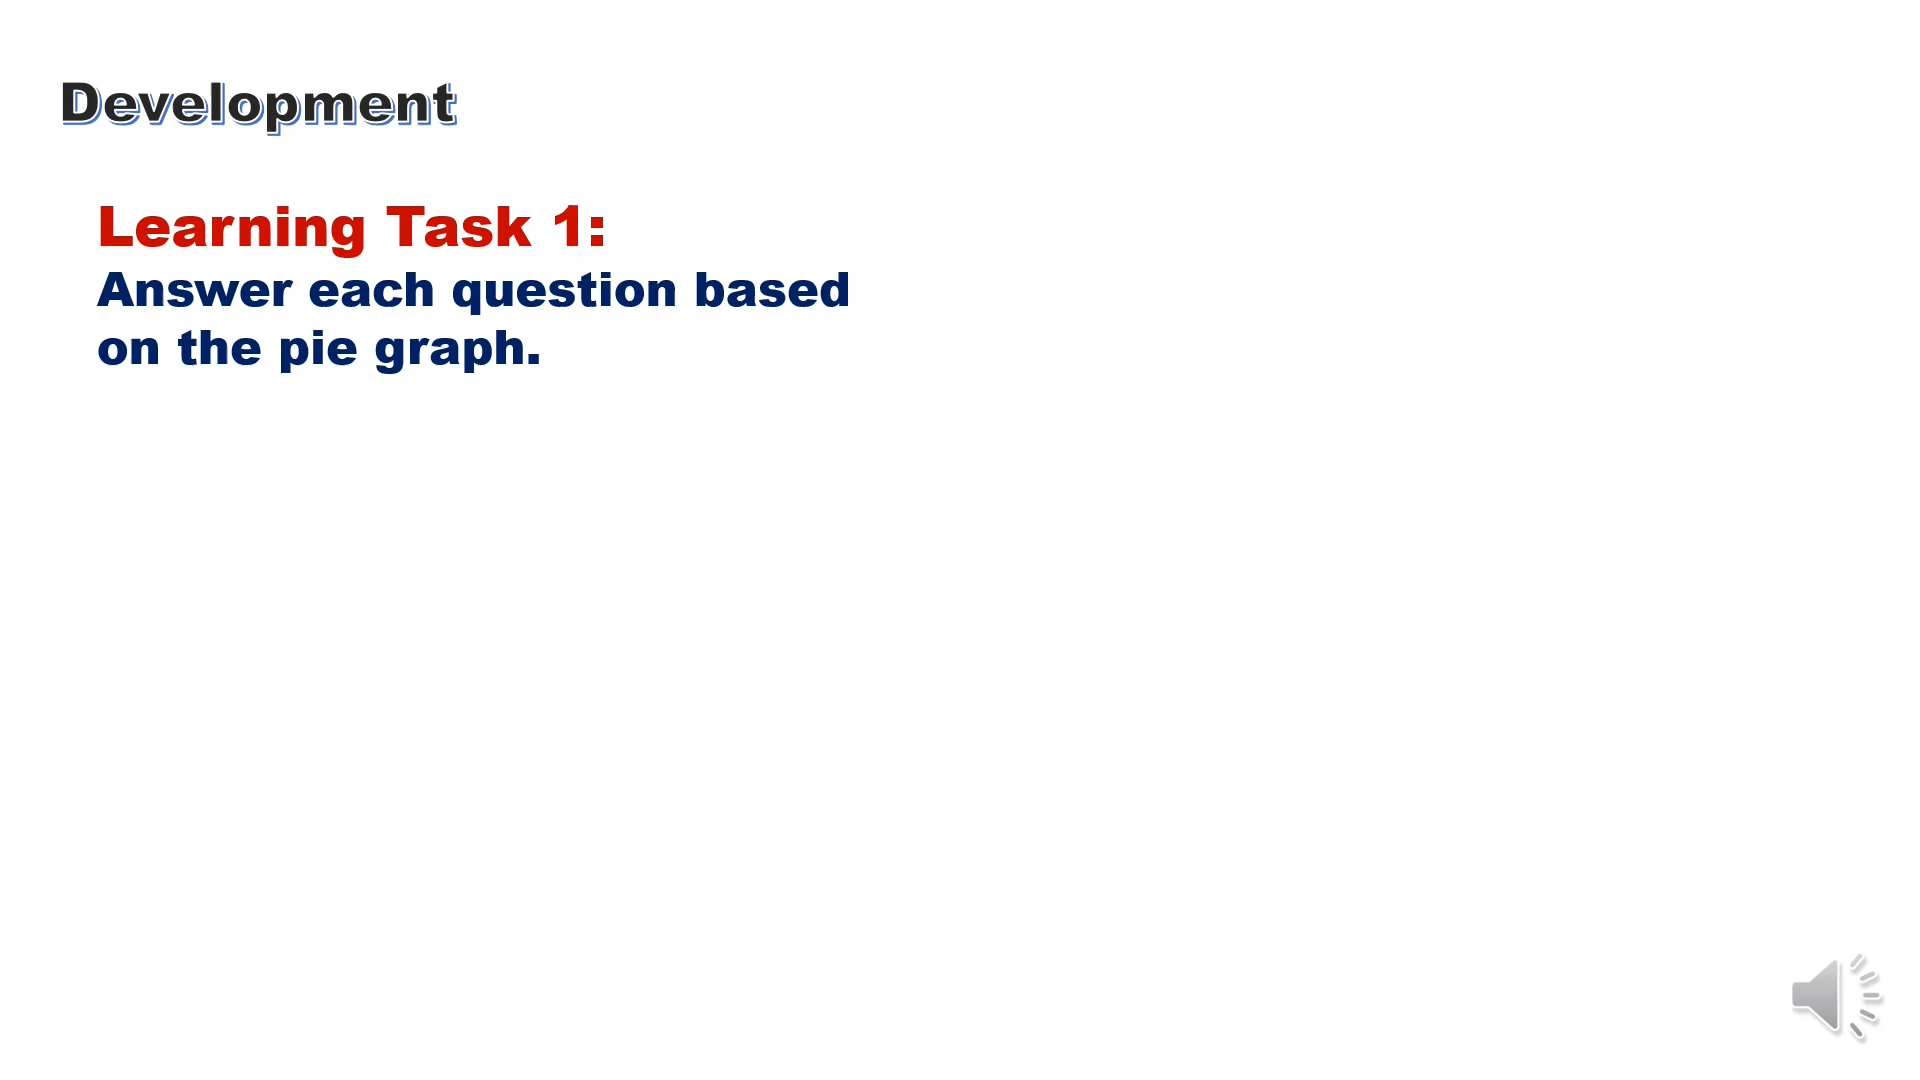 Development
Learning Task 1:
Answer each question based
on the pie graph.